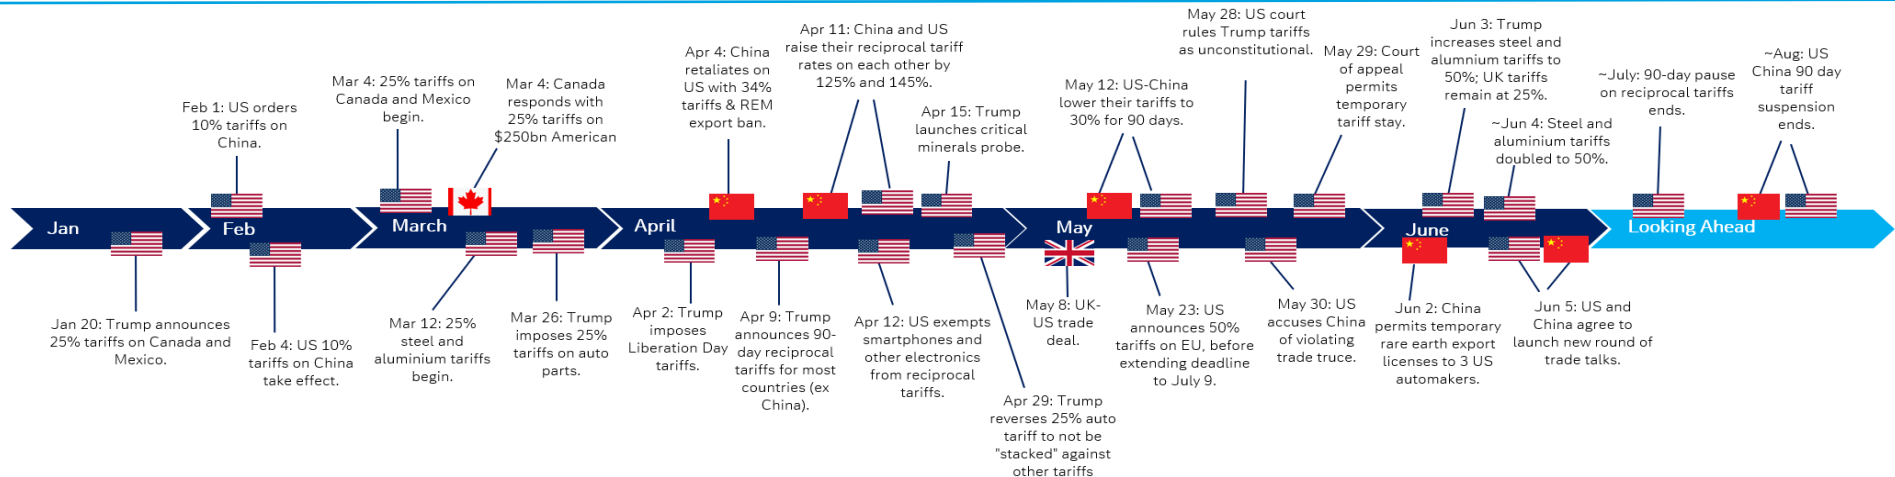 Feb 1: US orders
10% tariffs on
China.
Mar 4: 25% tariffs on
Canada and Mexico
begin.
Mar 4: Canada
responds with
25% tariffs on
$250bn American
Apr 4: China
retaliates on
US with 34%
tariffs & REM
export ban.
Apr 11: China and US
raise their reciprocal tariff
rates on each other by
125% and 145%.
Apr 15: Trump
launches critical
minerals probe.
May 12: US-China
lower their tariffs to
30% for 90 days.
May 28: US court
rules Trump tariffs
as unconstitutional.
May 29: Court
of appeal
permits
temporary
tariff stay.
Jun 3: Trump
increases steel and
alumnium tariffs to
50%; UK tariffs
remain at 25%.
~Jun 4: Steel and
aluminium tariffs
doubled to 50%.
~July: 90-day pause
on reciprocal tariffs
ends.
~Aug: US
China 90 day
tariff
suspension
ends.
Jan
Feb
March
April
May
June
Looking Ahead
Jan 20: Trump announces
25% tariffs on Canada and
Mexico.
Feb 4: US 10%
tariffs on China
take effect.
Mar 12: 25%
steel and
aluminium tariffs
begin.
Mar 26: Trump
imposes 25%
tariffs on auto
parts.
Apr 2: Trump
imposes
Liberation Day
tariffs.
Apr 9: Trump
announces 90-
day reciprocal
tariffs for most
countries (ex
China).
Apr 12: US exempts
smartphones and
other electronics
from reciprocal
tariffs.
Apr 29: Trump
reverses 25% auto
tariff to not be
"stacked" against
other tariffs
May 8: UK-
US trade
deal.
May 23: US
announces 50%
tariffs on EU, before
extending deadline
to July 9.
May 30: US
accuses China
of violating
trade truce.
Jun 2: China
permits temporary
rare earth export
licenses to 3 US
automakers.
Jun 5: US and
China agree to
launch new round of
trade talks.